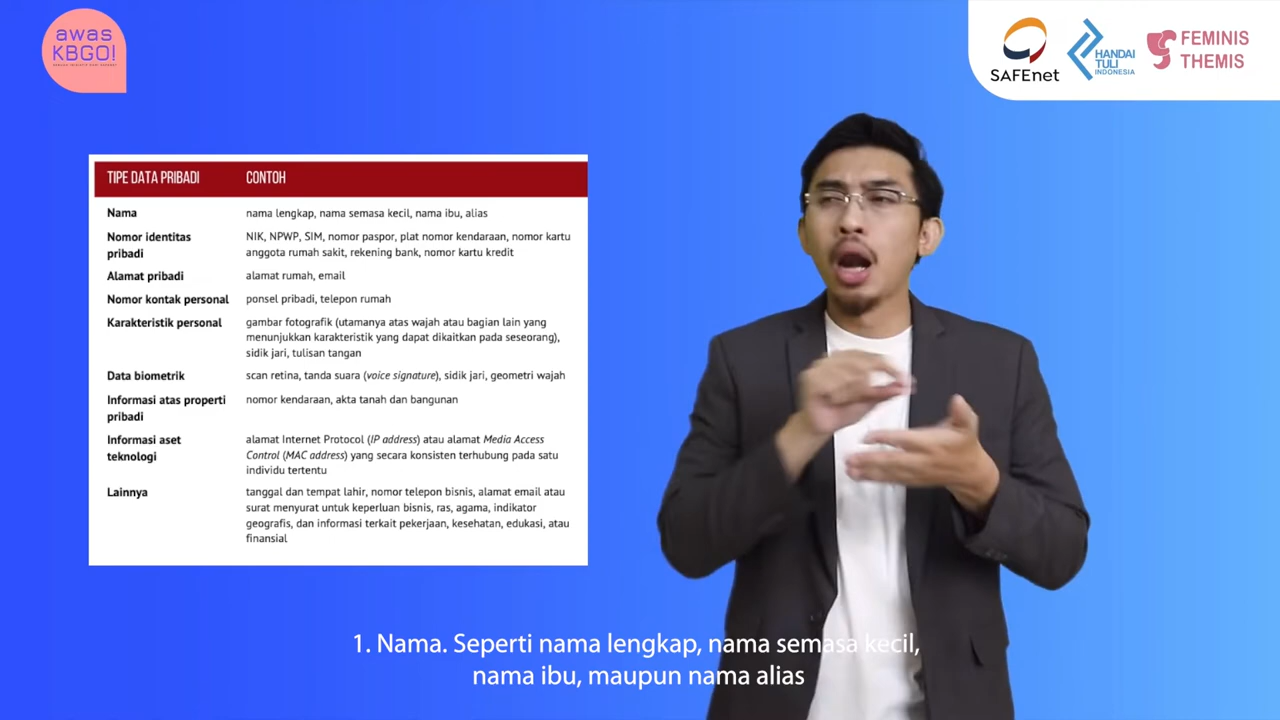 awas
KBGO!
SAFEnet
HANDAI
TULI
INDONESIA
FEMINIS
THEMIS
TIPE DATA PRIBADI CONTOH
Nama nama lengkap, nama semasa kecil, nama ibu, alias
Nomor identitas NIK, NPWP, SIM, nomor paspor, plat nomor kendaraan, nomor kartu
pribadi anggota rumah sakit, rekening bank, nomor kartu kredit
Alamat pribadi alamat rumah, email
Nomor kontak personal ponsel pribadi, telepon rumah
Karakteristik personal gambar fotografik (utamanya atas wajah atau bagian lain yang
menunjukkan karakteristik yang dapat dikaitkan pada seseorang),
sidik jari, tulisan tangan
Data biometrik scan retina, tanda suara (voice signature), sidik jari, geometri wajah
Informasi atas properti nomor kendaraan, akta tanah dan bangunan
pribadi
Informasi aset alamat Internet Protocol (IP address) atau alamat Media Access
teknologi Control (MAC address) yang secara konsisten terhubung pada satu
individu tertentu
Lainnya tanggal dan tempat lahir, nomor telepon bisnis, alamat email atau
surat menyurat untuk keperluan bisnis, ras, agama, indikator
geografis, dan informasi terkait pekerjaan, kesehatan, edukasi, atau
finansial
1. Nama. Seperti nama lengkap, nama semasa kecil,
nama ibu, maupun nama alias